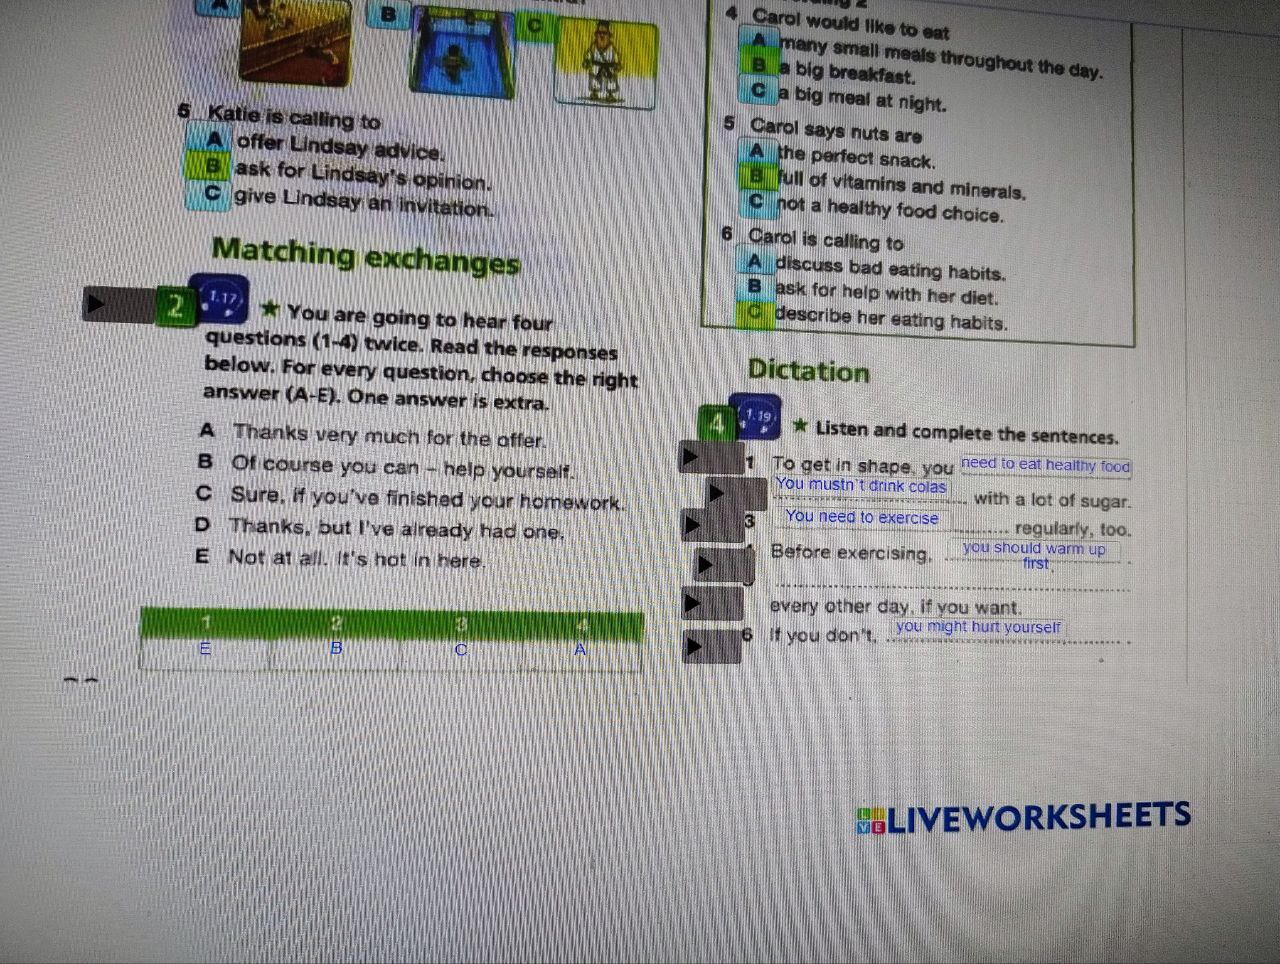 A
B
C
5 Katie is calling to
A offer Lindsay advice.
B ask for Lindsay's opinion.
C give Lindsay an invitation.
Matching exchanges
2 1.17 ★ You are going to hear four
questions (1-4) twice. Read the responses
below. For every question, choose the right
answer (A-E). One answer is extra.
A Thanks very much for the offer.
B Of course you can – help yourself.
C Sure, if you've finished your homework.
D Thanks, but I've already had one.
E Not at all. It's hot in here.
1 2 3 4
E B C A
4 Carol would like to eat
A many small meals throughout the day.
B a big breakfast.
C a big meal at night.
5 Carol says nuts are
A the perfect snack.
B full of vitamins and minerals.
C not a healthy food choice.
6 Carol is calling to
A discuss bad eating habits.
B ask for help with her diet.
C describe her eating habits.
Dictation
4 1.19 ★ Listen and complete the sentences.
1 To get in shape, you need to eat healthy food
You mustn't drink colas with a lot of sugar.
3 You need to exercise regularly, too.
Before exercising, you should warm up
first .
every other day, if you want.
6 If you don't, you might hurt yourself .
LIVE LIVEWORKSHEETS